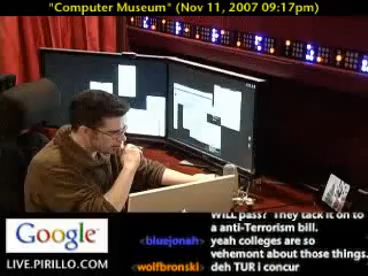 "Computer Museum" (Nov 11, 2007 09:17pm)
WILL pass? They tack it on to
a anti-Terrorism bill.
<bluejonah> yeah colleges are so
vehemont about those things.
<wolfbronski> deh TUR I concur
Google
LIVE.PIRILLO.COM